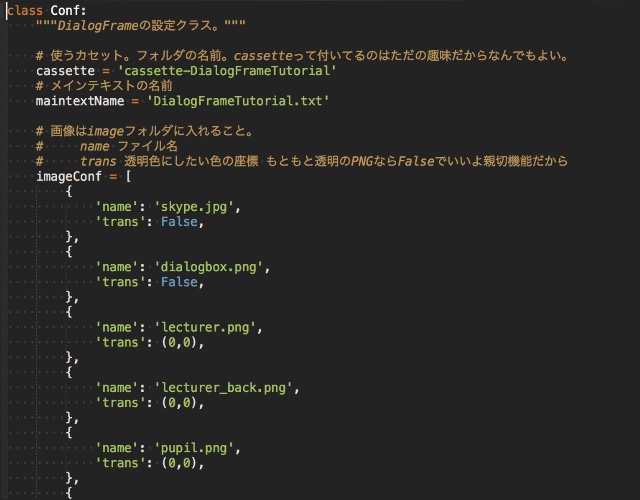 class Conf:
    """DialogFrameの設定クラス。"""

    # 使うカセット。フォルダの名前。cassetteって付いてるのはただの趣味だからなんでもよい。
    cassette = 'cassette-DialogFrameTutorial'
    # メインテキストの名前
    maintextName = 'DialogFrameTutorial.txt'

    # 画像はimageフォルダに入れること。
    #     name ファイル名
    #     trans 透明色にしたい色の座標 もともと透明のPNGならFalseでいいよ親切機能だから
    imageConf = [
        {
            'name': 'skype.jpg',
            'trans': False,
        },
        {
            'name': 'dialogbox.png',
            'trans': False,
        },
        {
            'name': 'lecturer.png',
            'trans': (0,0),
        },
        {
            'name': 'lecturer_back.png',
            'trans': (0,0),
        },
        {
            'name': 'pupil.png',
            'trans': (0,0),
        },
        {